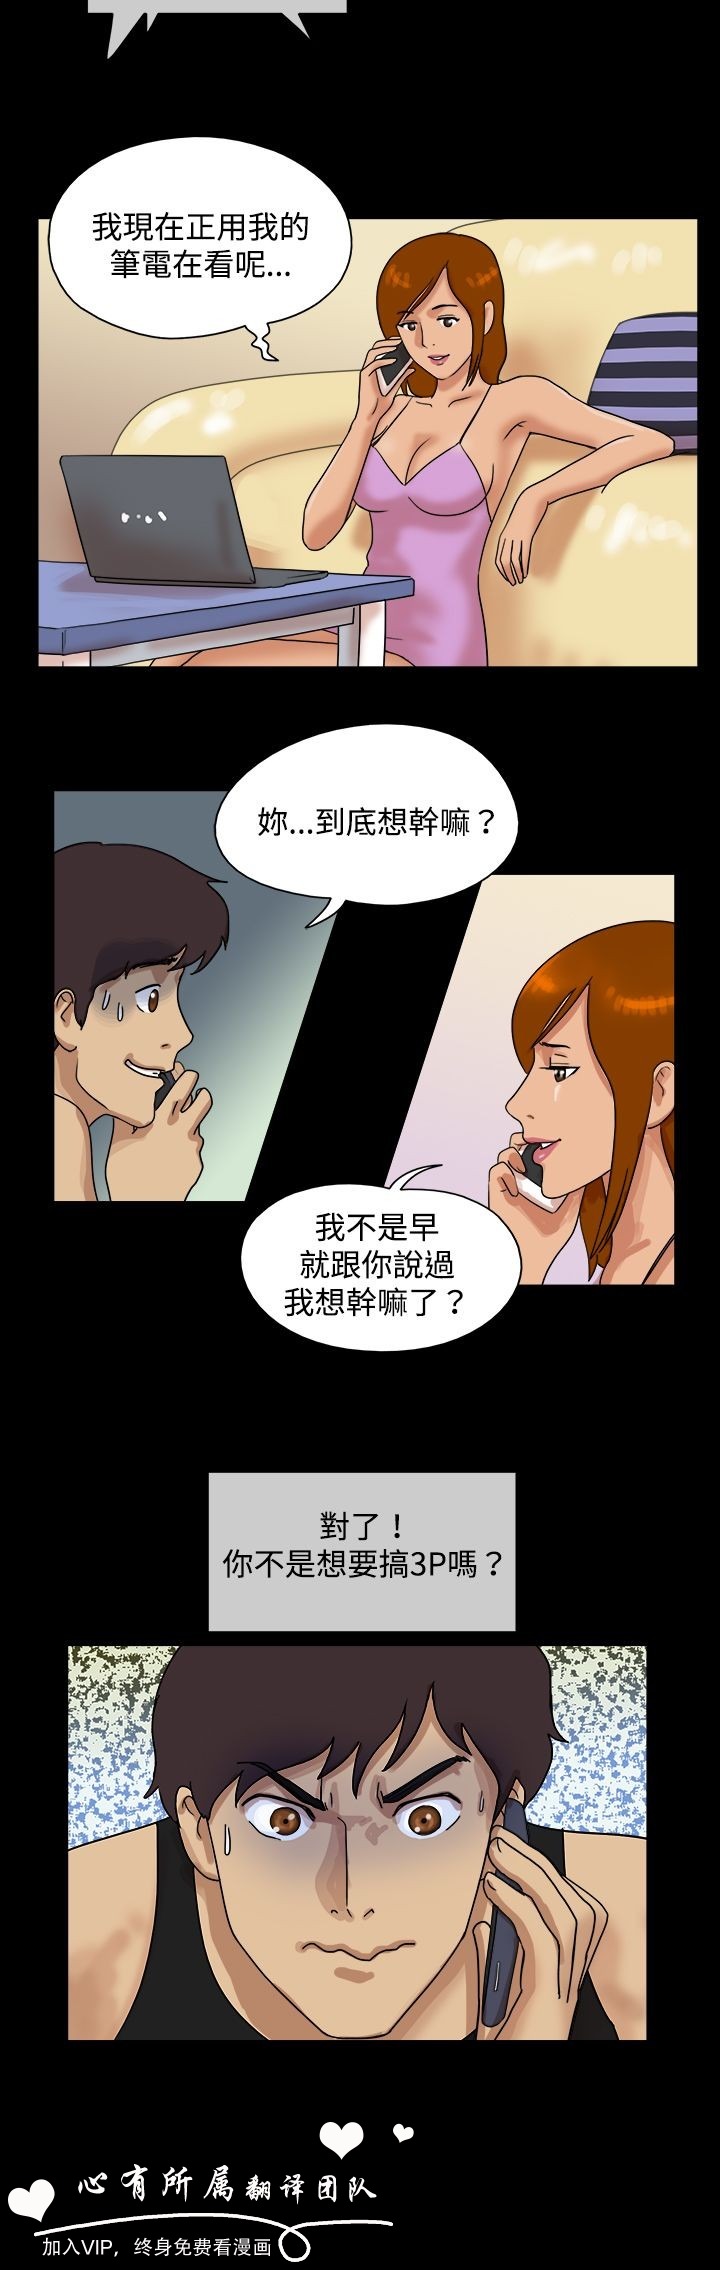 我現在正用我的
筆電在看呢...
妳...到底想幹嘛？
我不是早
就跟你說過
我想幹嘛了？
對了！
你不是想要搞3P嗎？
心有所属翻译团队
加入VIP，终身免费看漫画